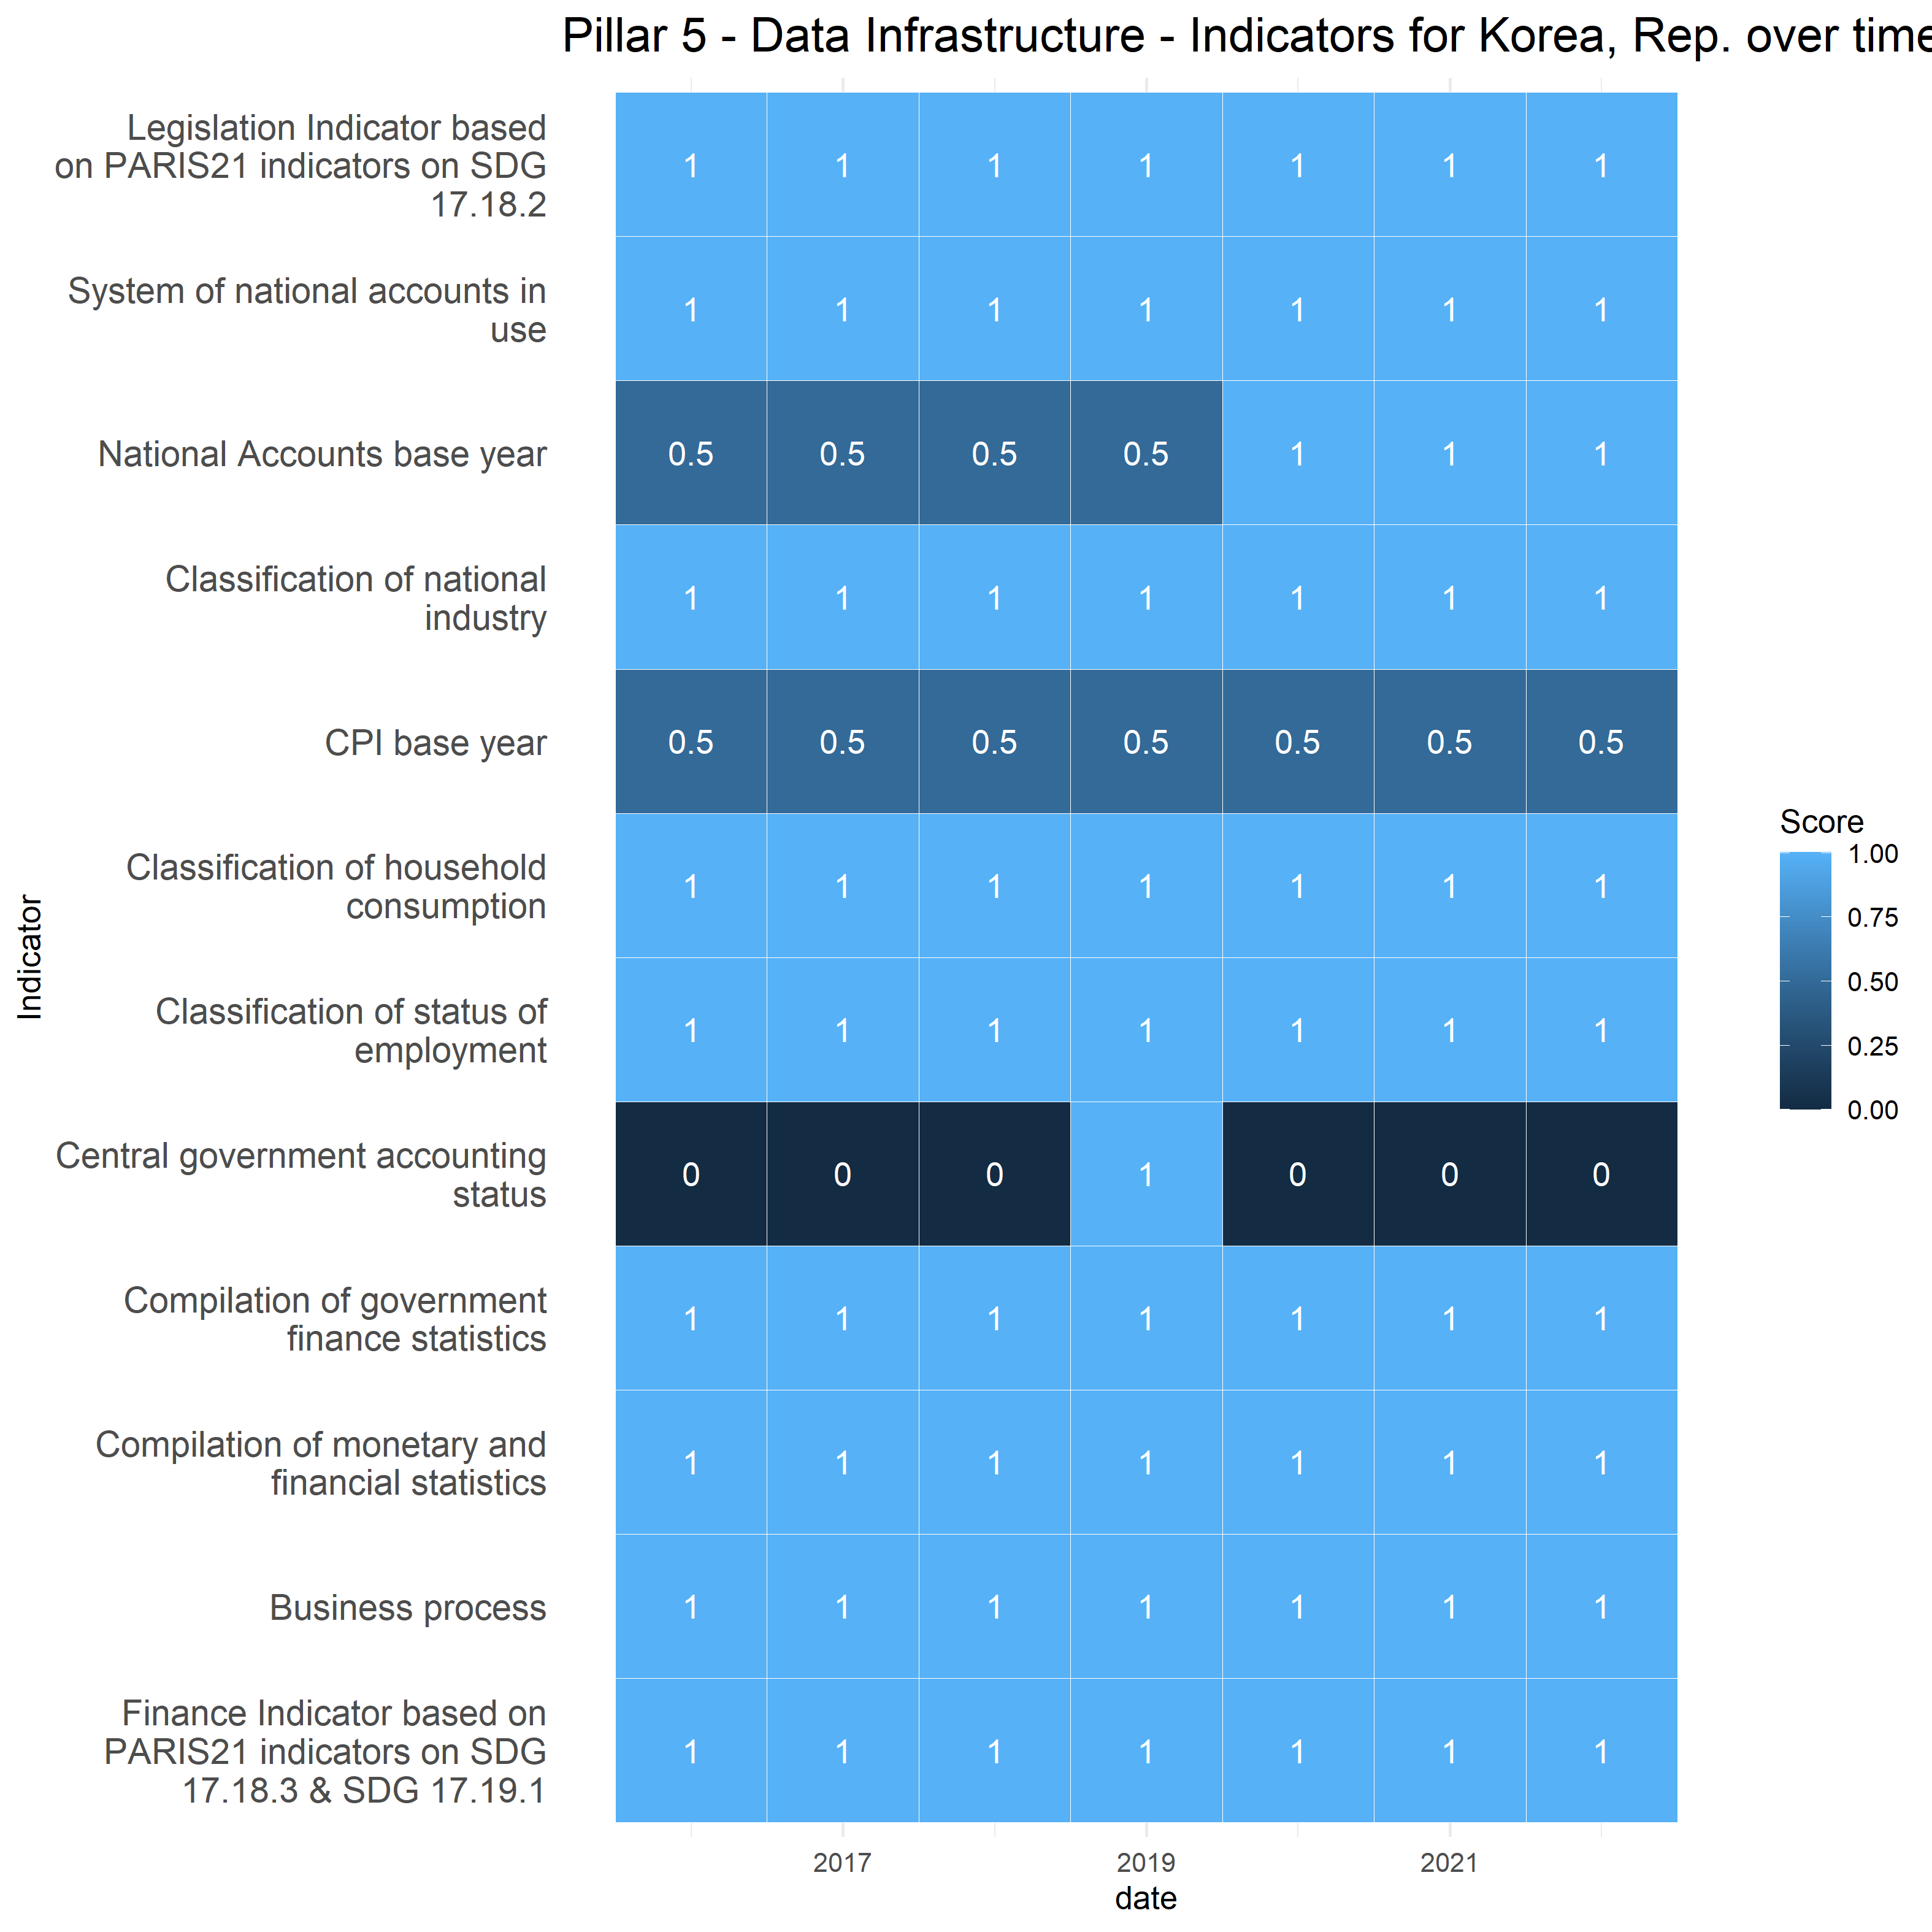 Pillar 5 - Data Infrastructure - Indicators for Korea, Rep. over time
Legislation Indicator based
on PARIS21 indicators on SDG
17.18.2
1 1 1 1 1 1 1
System of national accounts in
use
1 1 1 1 1 1 1
National Accounts base year
0.5 0.5 0.5 0.5 1 1 1
Classification of national
industry
1 1 1 1 1 1 1
CPI base year
0.5 0.5 0.5 0.5 0.5 0.5 0.5
Classification of household
consumption
1 1 1 1 1 1 1
Classification of status of
employment
1 1 1 1 1 1 1
Central government accounting
status
0 0 0 1 0 0 0
Compilation of government
finance statistics
1 1 1 1 1 1 1
Compilation of monetary and
financial statistics
1 1 1 1 1 1 1
Business process
1 1 1 1 1 1 1
Finance Indicator based on
PARIS21 indicators on SDG
17.18.3 & SDG 17.19.1
1 1 1 1 1 1 1
Indicator
2017 2019 2021
date
Score
1.00
0.75
0.50
0.25
0.00